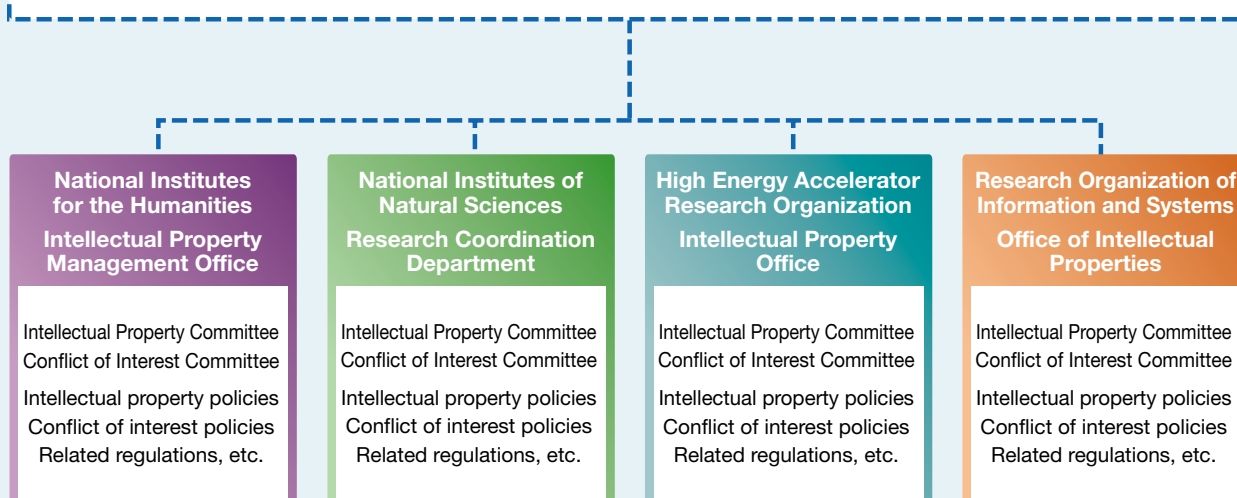 National Institutes
for the Humanities
Intellectual Property
Management Office
Intellectual Property Committee
Conflict of Interest Committee
Intellectual property policies
Conflict of interest policies
Related regulations, etc.
National Institutes of
Natural Sciences
Research Coordination
Department
Intellectual Property Committee
Conflict of Interest Committee
Intellectual property policies
Conflict of interest policies
Related regulations, etc.
High Energy Accelerator
Research Organization
Intellectual Property
Office
Intellectual Property Committee
Conflict of Interest Committee
Intellectual property policies
Conflict of interest policies
Related regulations, etc.
Research Organization of
Information and Systems
Office of Intellectual
Properties
Intellectual Property Committee
Conflict of Interest Committee
Intellectual property policies
Conflict of interest policies
Related regulations, etc.